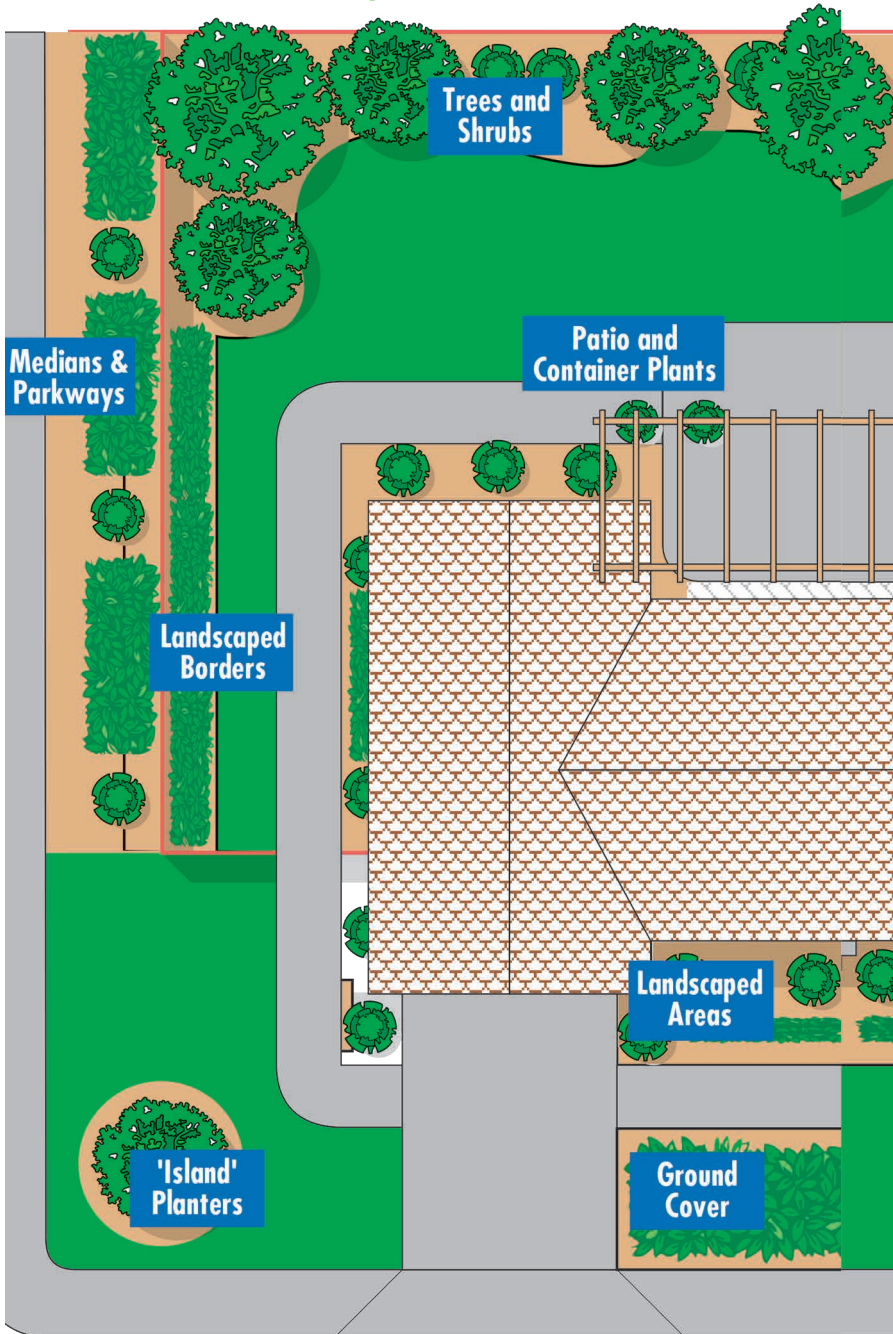 Trees and
Shrubs
Patio and
Container Plants
Medians &
Parkways
Landscaped
Borders
Landscaped
Areas
'Island'
Planters
Ground
Cover